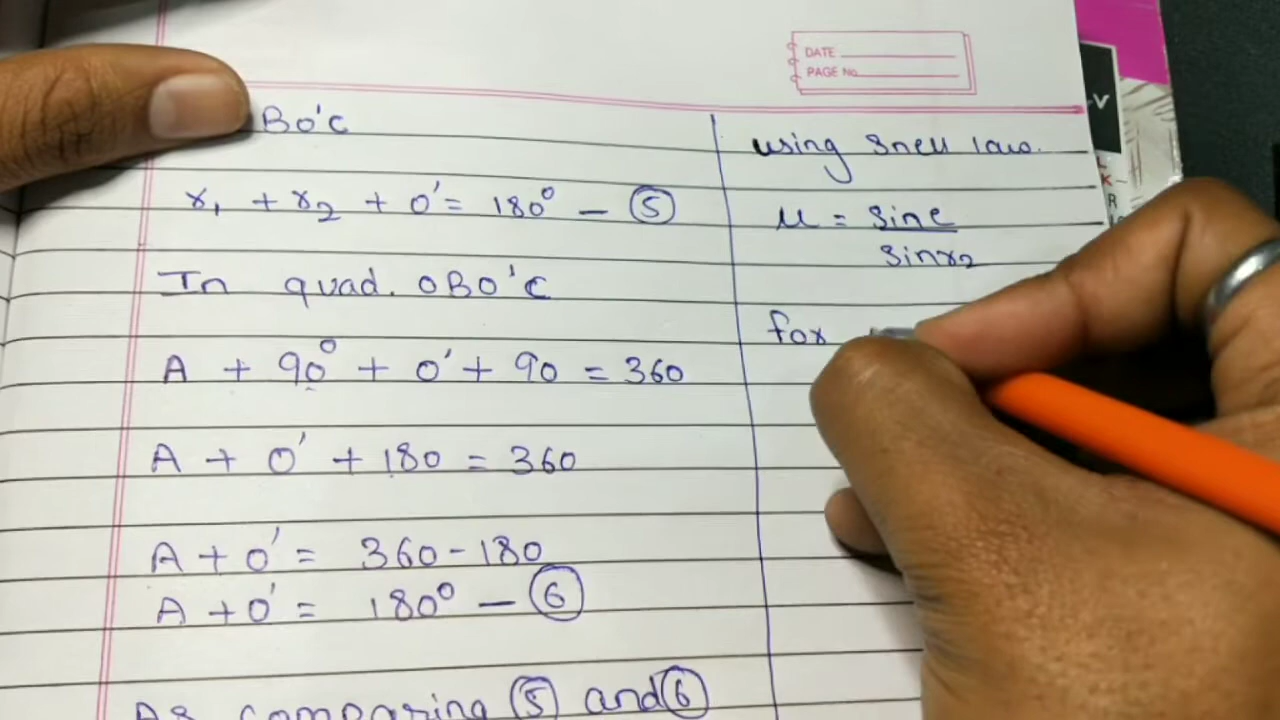 BO'C
r₁ + r₂ + O' = 180° – ⑤
In quad. OBO'C
A + 90° + O' + 90 = 360
A + O' + 180 = 360
A + O' = 360 - 180
A + O' = 180° – ⑥
As comparing ⑤ and ⑥
DATE
PAGE No.
using Snell law.
μ = sin e
sin r₂
for
V
L
K-
R